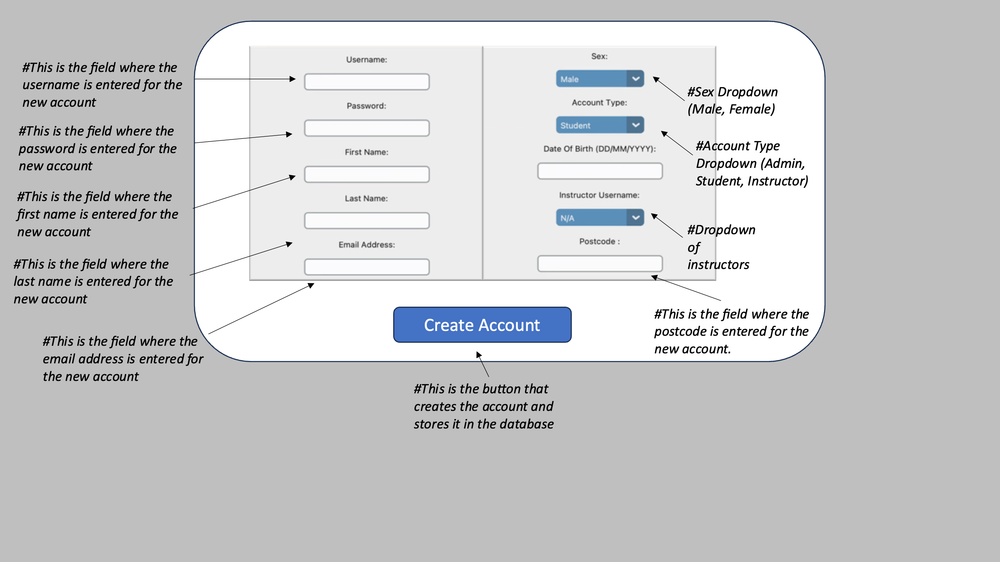 #This is the field where the
username is entered for the
new account
#This is the field where the
password is entered for the
new account
#This is the field where the
first name is entered for the
new account
#This is the field where the
last name is entered for the
new account
#This is the field where the
email address is entered for
the new account
Username:
Password:
First Name:
Last Name:
Email Address:
Sex:
Male
Account Type:
Student
Date Of Birth (DD/MM/YYYY):
Instructor Username:
N/A
Postcode :
#Sex Dropdown
(Male, Female)
#Account Type
Dropdown (Admin,
Student, Instructor)
#Dropdown
of
instructors
#This is the field where the
postcode is entered for the
new account.
Create Account
#This is the button that
creates the account and
stores it in the database